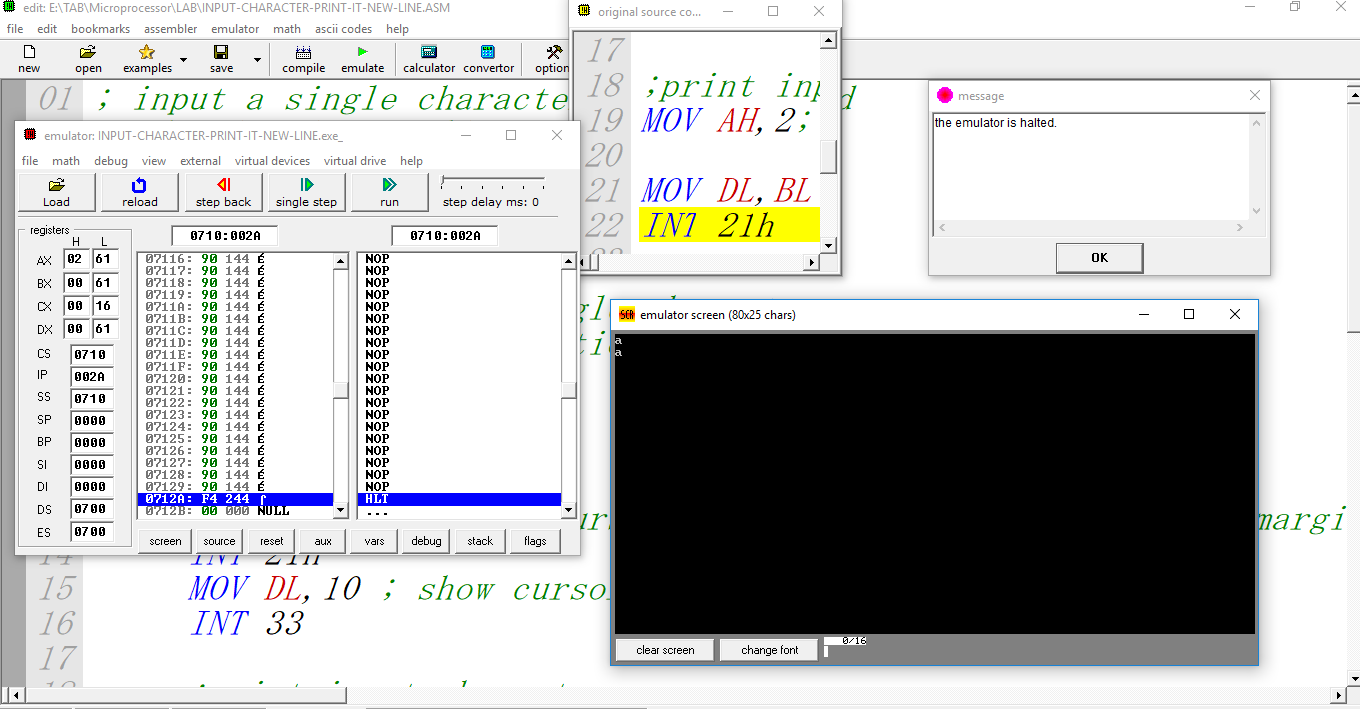 edit: E:\TAB\Microprocessor\LAB\INPUT-CHARACTER-PRINT-IT-NEW-LINE.ASM
file edit bookmarks assembler emulator math ascii codes help
new open examples save compile emulate calculator convertor option
01 ; input a single characte
14 INT 21h
15 MOV DL,10 ; show curso
16 INT 33
17
margi
emulator: INPUT-CHARACTER-PRINT-IT-NEW-LINE.exe_
file math debug view external virtual devices virtual drive help
Load reload step back single step run step delay ms: 0
registers
H L
AX 02 61
BX 00 61
CX 00 16
DX 00 61
CS 0710
IP 002A
SS 0710
SP 0000
BP 0000
SI 0000
DI 0000
DS 0700
ES 0700
0710:002A 0710:002A
07116: 90 144 É NOP
07117: 90 144 É NOP
07118: 90 144 É NOP
07119: 90 144 É NOP
0711A: 90 144 É NOP
0711B: 90 144 É NOP
0711C: 90 144 É NOP
0711D: 90 144 É NOP
0711E: 90 144 É NOP
0711F: 90 144 É NOP
07120: 90 144 É NOP
07121: 90 144 É NOP
07122: 90 144 É NOP
07123: 90 144 É NOP
07124: 90 144 É NOP
07125: 90 144 É NOP
07126: 90 144 É NOP
07127: 90 144 É NOP
07128: 90 144 É NOP
07129: 90 144 É NOP
0712A: F4 244 ⌠ HLT
0712B: 00 000 NULL ...
screen source reset aux vars debug stack flags
original source co...
17
18 ;print inp
19 MOV AH,2;
20
21 MOV DL,BL
22 INT 21h
message
the emulator is halted.
OK
emulator screen (80x25 chars)
a
a
clear screen change font 0/16